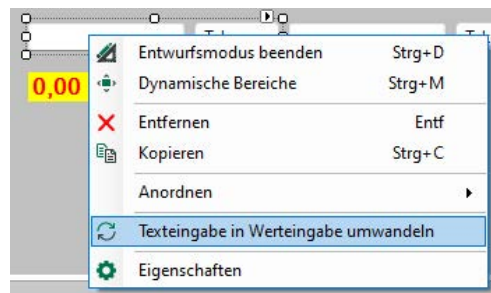 0,00
Entwurfsmodus beenden Strg+D
Dynamische Bereiche Strg+M
Entfernen Entf
Kopieren Strg+C
Anordnen
Texteingabe in Werteingabe umwandeln
Eigenschaften